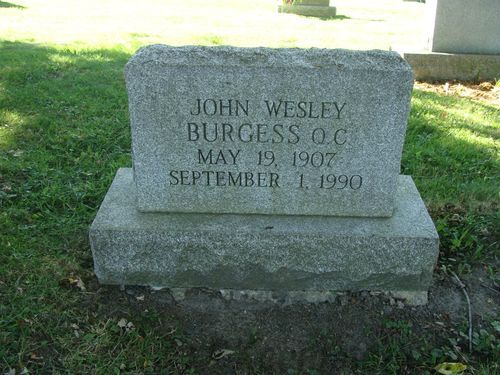 JOHN WESLEY
BURGESS O.C.
MAY 19, 1907
SEPTEMBER 1, 1990